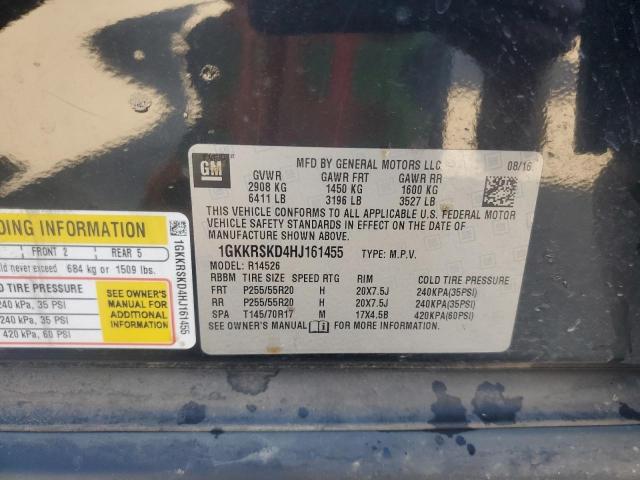 GM
MFD BY GENERAL MOTORS LLC
08/16
GVWR GAWR FRT GAWR RR
2908 KG 1450 KG 1600 KG
6411 LB 3196 LB 3527 LB
THIS VEHICLE CONFORMS TO ALL APPLICABLE U.S. FEDERAL MOTOR
VEHICLE SAFETY STANDARDS IN EFFECT ON THE DATE OF
MANUFACTURE SHOWN ABOVE.
1GKKRSKD4HJ161455 TYPE: M.P.V.
MODEL: R14526
RBBM TIRE SIZE SPEED RTG RIM COLD TIRE PRESSURE
FRT P255/55R20 H 20X7.5J 240KPA(35PSI)
RR P255/55R20 H 20X7.5J 240KPA(35PSI)
SPA T145/70R17 M 17X4.5B 420KPA(60PSI)
SEE OWNER'S MANUAL FOR MORE INFORMATION.
DING INFORMATION
FRONT 2 REAR 5
ld never exceed 684 kg or 1509 lbs.
TIRE PRESSURE
240 kPa, 35 PSI
240 kPa, 35 PSI
420 kPa, 60 PSI
SEE OWNER'S
MANUAL FOR
ADDITIONAL
INFORMATION
1GKKRSKD4HJ161455